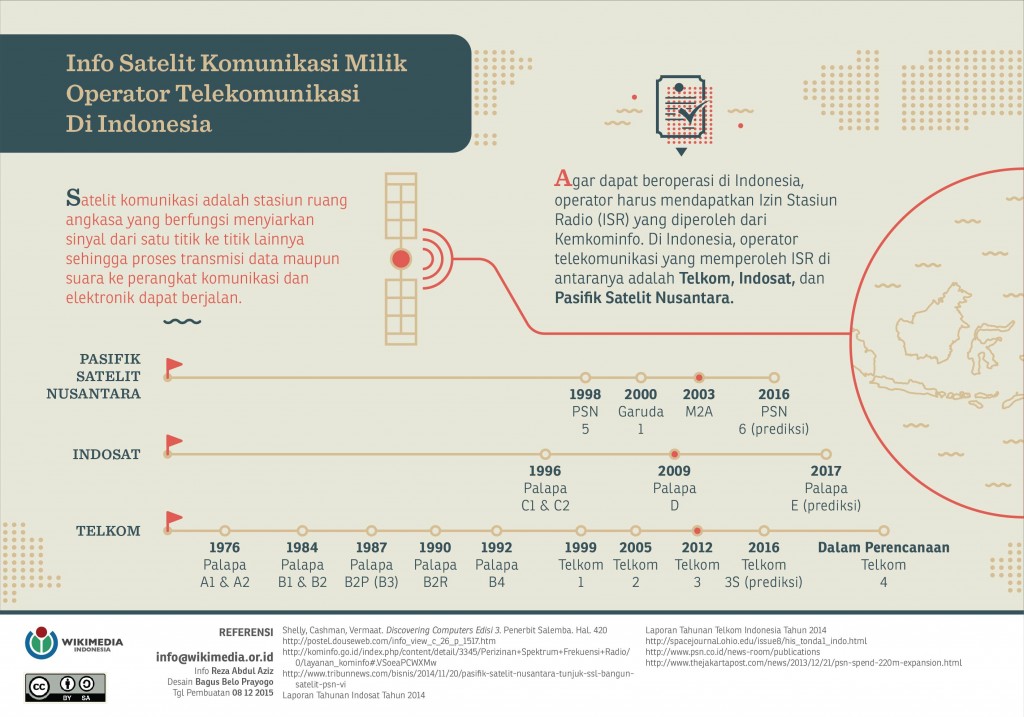 Info Satelit Komunikasi Milik
Operator Telekomunikasi
Di Indonesia
Satelit komunikasi adalah stasiun ruang
angkasa yang berfungsi menyiarkan
sinyal dari satu titik ke titik lainnya
sehingga proses transmisi data maupun
suara ke perangkat komunikasi dan
elektronik dapat berjalan.
Agar dapat beroperasi di Indonesia,
operator harus mendapatkan Izin Stasiun
Radio (ISR) yang diperoleh dari
Kemkominfo. Di Indonesia, operator
telekomunikasi yang memperoleh ISR di
antaranya adalah Telkom, Indosat, dan
Pasifik Satelit Nusantara.
PASIFIK
SATELIT
NUSANTARA
1998
PSN
5
2000
Garuda
1
2003
M2A
2016
PSN
6 (prediksi)
INDOSAT
1996
Palapa
C1 & C2
2009
Palapa
D
2017
Palapa
E (prediksi)
TELKOM
1976
Palapa
A1 & A2
1984
Palapa
B1 & B2
1987
Palapa
B2P (B3)
1990
Palapa
B2R
1992
Palapa
B4
1999
Telkom
1
2005
Telkom
2
2012
Telkom
3
2016
Telkom
3S (prediksi)
Dalam Perencanaan
Telkom
4
WIKIMEDIA
INDONESIA
CC
BY SA
REFERENSI
info@wikimedia.or.id
Info Reza Abdul Aziz
Desain Bagus Belo Prayogo
Tgl Pembuatan 08 12 2015
Shelly, Cashman, Vermaat. Discovering Computers Edisi 3. Penerbit Salemba. Hal. 420
http://postel.douseweb.com/info_view_c_26_p_1517.htm
http://kominfo.go.id/index.php/content/detail/3345/Perizinan+Spektrum+Frekuensi+Radio/
0/layanan_kominfo#.VSoeaPCWXMw
http://www.tribunnews.com/bisnis/2014/11/20/pasifik-satelit-nusantara-tunjuk-ssl-bangun-
satelit-psn-vi
Laporan Tahunan Indosat Tahun 2014
Laporan Tahunan Telkom Indonesia Tahun 2014
http://spacejournal.ohio.edu/issue8/his_tonda1_indo.html
http://www.psn.co.id/news-room/publications
http://www.thejakartapost.com/news/2013/12/21/psn-spend-220m-expansion.html